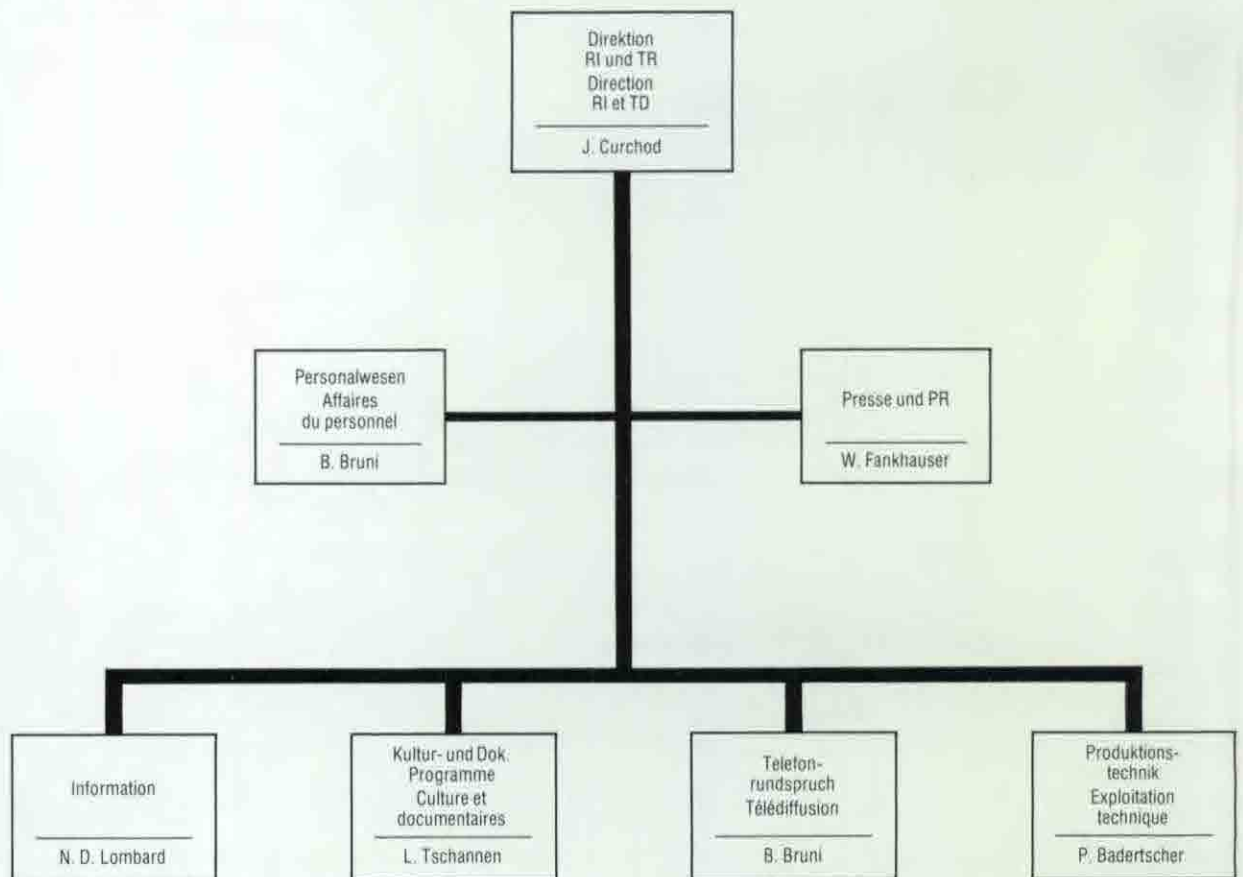 Direktion
RI und TR
Direction
RI et TD
J. Curchod
Personalwesen
Affaires
du personnel
B. Bruni
Presse und PR
W. Fankhauser
Information
N. D. Lombard
Kultur- und Dok.
Programme
Culture et
documentaires
L. Tschannen
Telefon-
rundspruch
Télédiffusion
B. Bruni
Produktions-
technik
Exploitation
technique
P. Badertscher